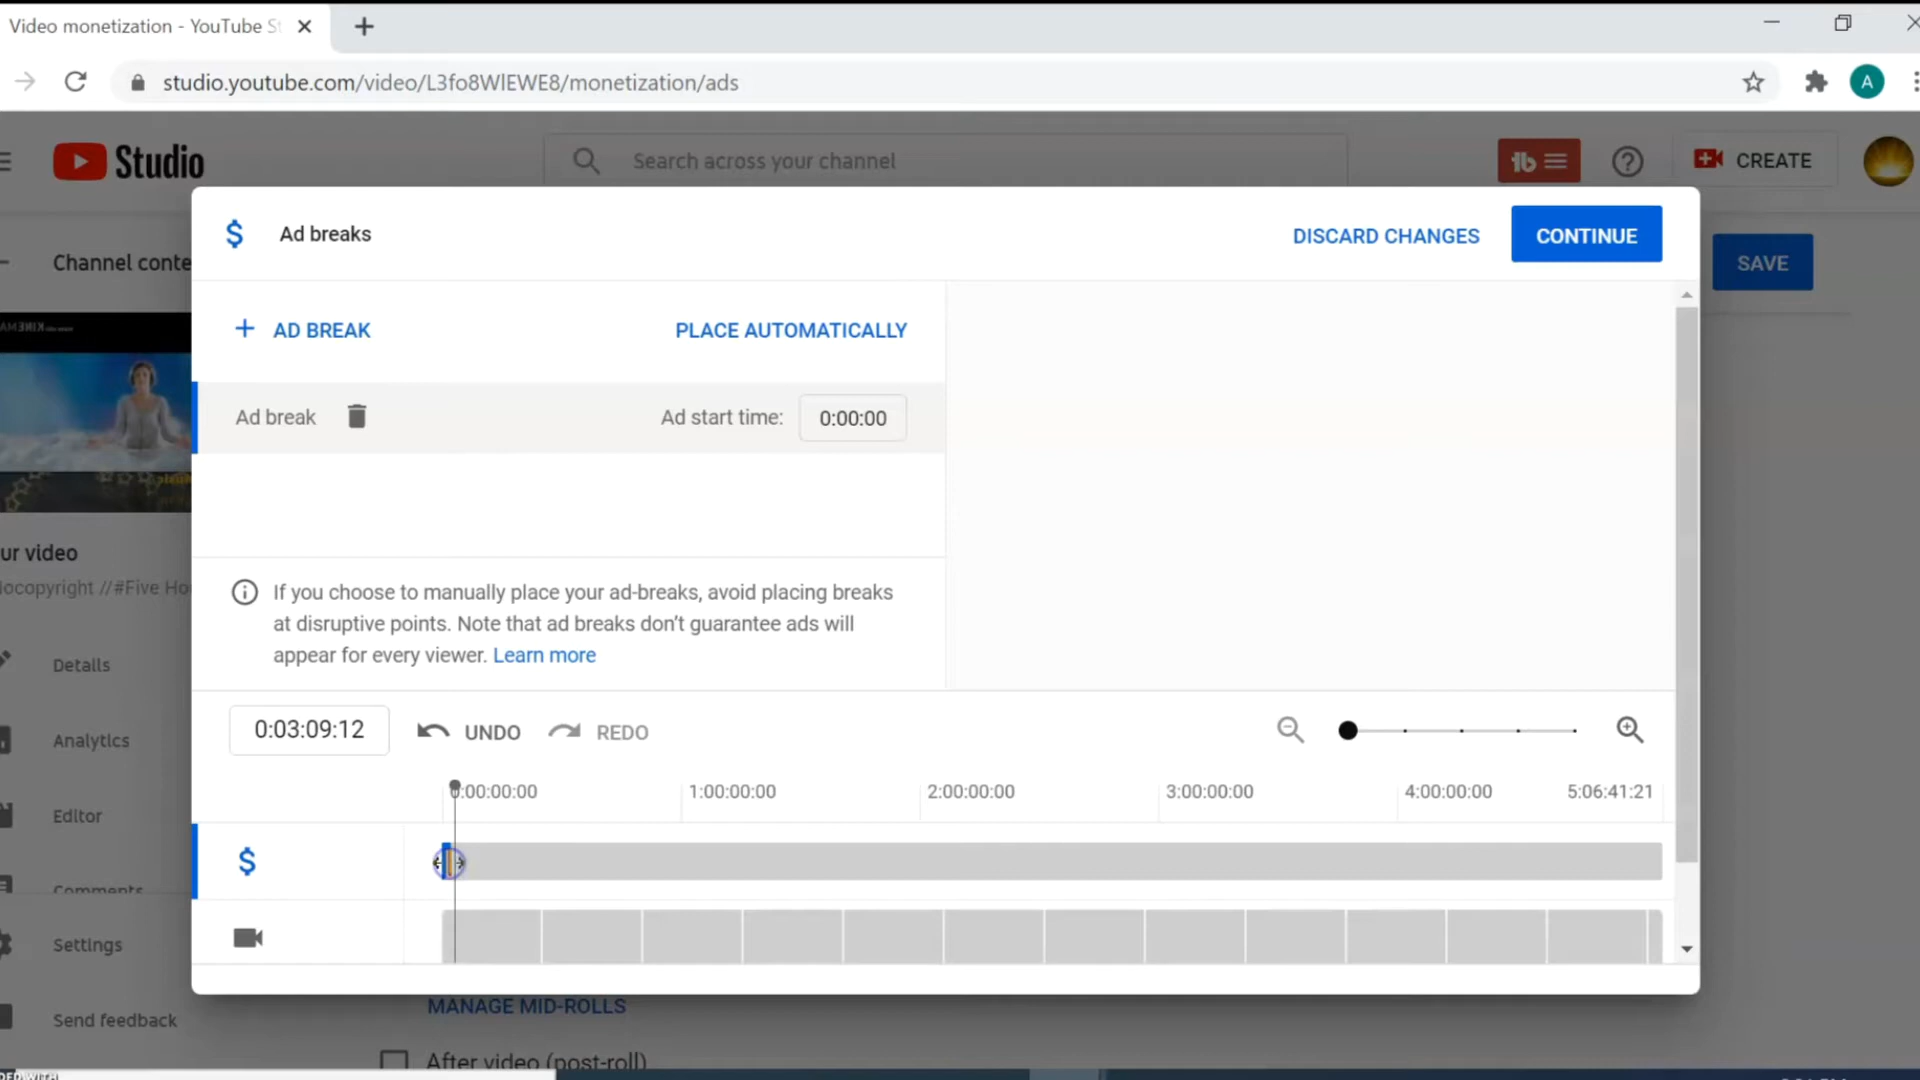 Video monetization - YouTube St
studio.youtube.com/video/L3fo8WlEWE8/monetization/ads
A
Studio
Search across your channel
CREATE
Channel conte
SAVE
Ad breaks
DISCARD CHANGES
CONTINUE
AD BREAK
PLACE AUTOMATICALLY
Ad break
Ad start time:
0:00:00
If you choose to manually place your ad-breaks, avoid placing breaks
at disruptive points. Note that ad breaks don't guarantee ads will
appear for every viewer. Learn more
ur video
locopyright //#Five Ho
Details
Analytics
Editor
Comments
Settings
Send feedback
0:03:09:12
UNDO
REDO
0:00:00:00
1:00:00:00
2:00:00:00
3:00:00:00
4:00:00:00
5:06:41:21
MANAGE MID-ROLLS
After video (post-roll)